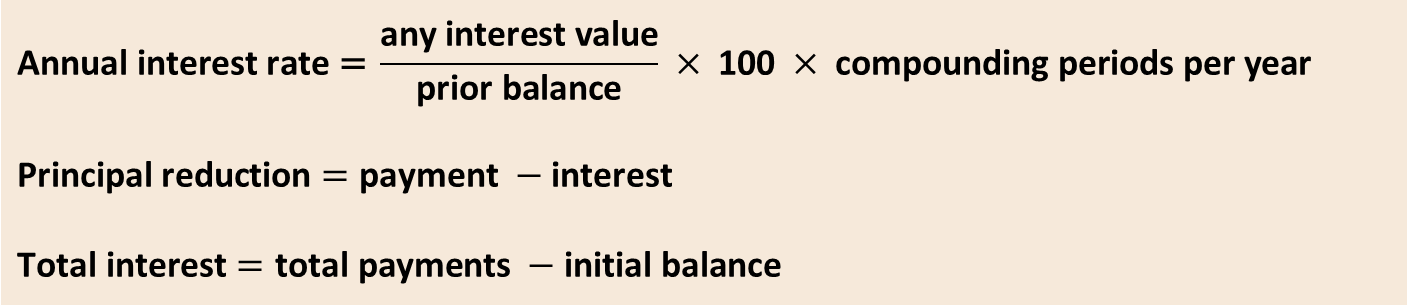 Annual interest rate = any interest value / prior balance × 100 × compounding periods per year
Principal reduction = payment − interest
Total interest = total payments − initial balance